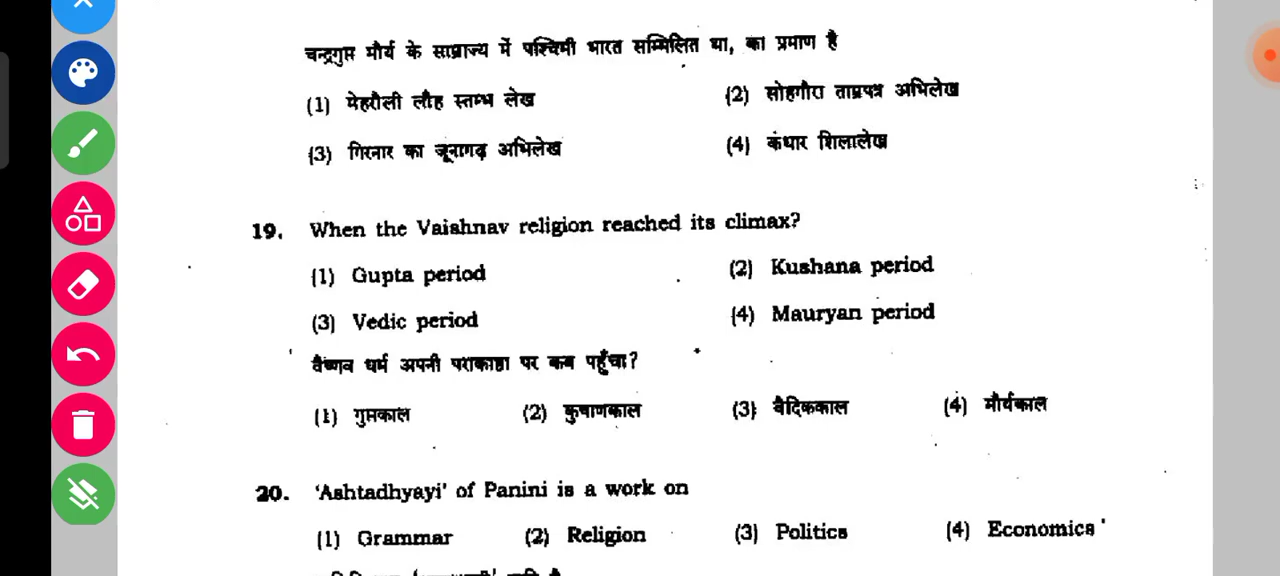 चन्द्रगुप्त मौर्य के साम्राज्य में पश्चिमी भारत सम्मिलित था, का प्रमाण है
(1) मेहरौली लौह स्तम्भ लेख (2) सोहगौरा ताम्रपत्र अभिलेख
(3) गिरनार का जूनागढ़ अभिलेख (4) कंधार शिलालेख
19. When the Vaishnav religion reached its climax?
(1) Gupta period (2) Kushana period
(3) Vedic period (4) Mauryan period
वैष्णव धर्म अपनी पराकाष्ठा पर कब पहुँचा?
(1) गुप्तकाल (2) कुषाणकाल (3) वैदिककाल (4) मौर्यकाल
20. 'Ashtadhyayi' of Panini is a work on
(1) Grammar (2) Religion (3) Politics (4) Economics